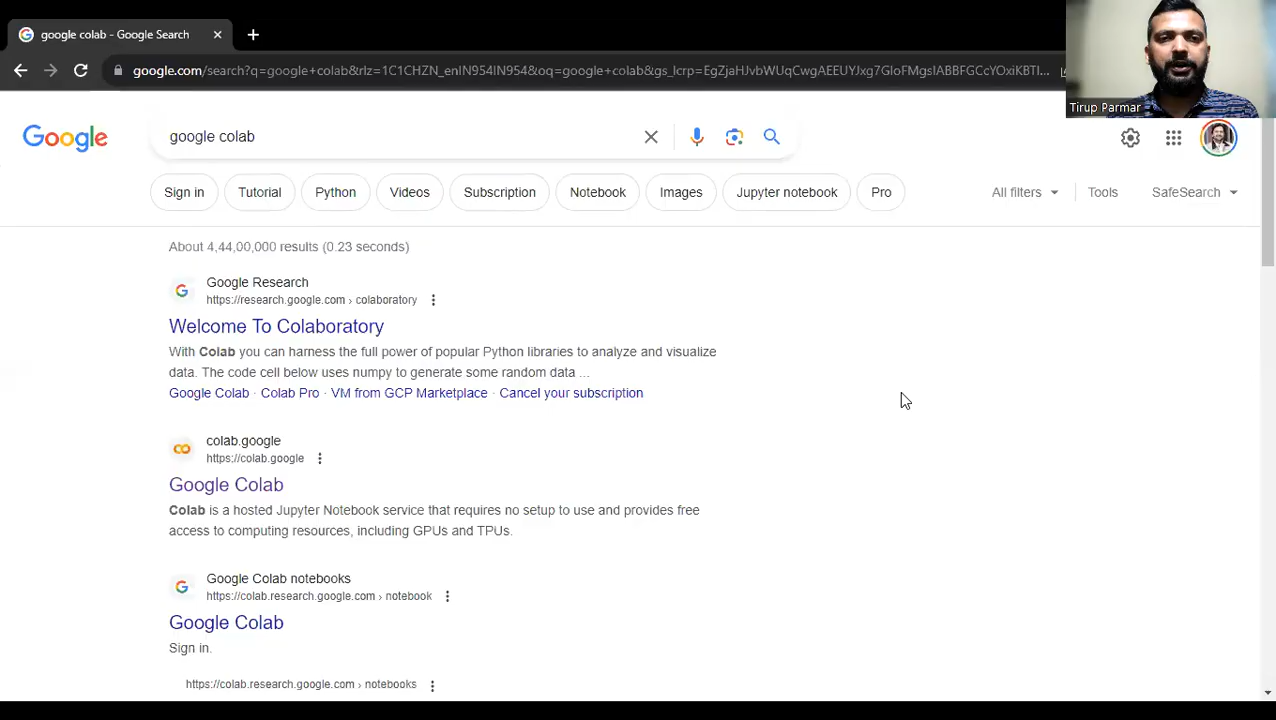 google colab - Google Search
google.com/search?q=google+colab&rlz=1C1CHZN_enIN954IN954&oq=google+colab&gs_lcrp=EgZjaHJvbWUqCwgAEEUYJxg7GIoFMgsIABBFGCcYOxiKBTI...
Tirup Parmar
Google
google colab
Sign in
Tutorial
Python
Videos
Subscription
Notebook
Images
Jupyter notebook
Pro
All filters
Tools
SafeSearch
About 4,44,00,000 results (0.23 seconds)
Google Research
https://research.google.com › colaboratory
Welcome To Colaboratory
With Colab you can harness the full power of popular Python libraries to analyze and visualize
data. The code cell below uses numpy to generate some random data ...
Google Colab · Colab Pro · VM from GCP Marketplace · Cancel your subscription
colab.google
https://colab.google
Google Colab
Colab is a hosted Jupyter Notebook service that requires no setup to use and provides free
access to computing resources, including GPUs and TPUs.
Google Colab notebooks
https://colab.research.google.com › notebook
Google Colab
Sign in.
https://colab.research.google.com › notebooks